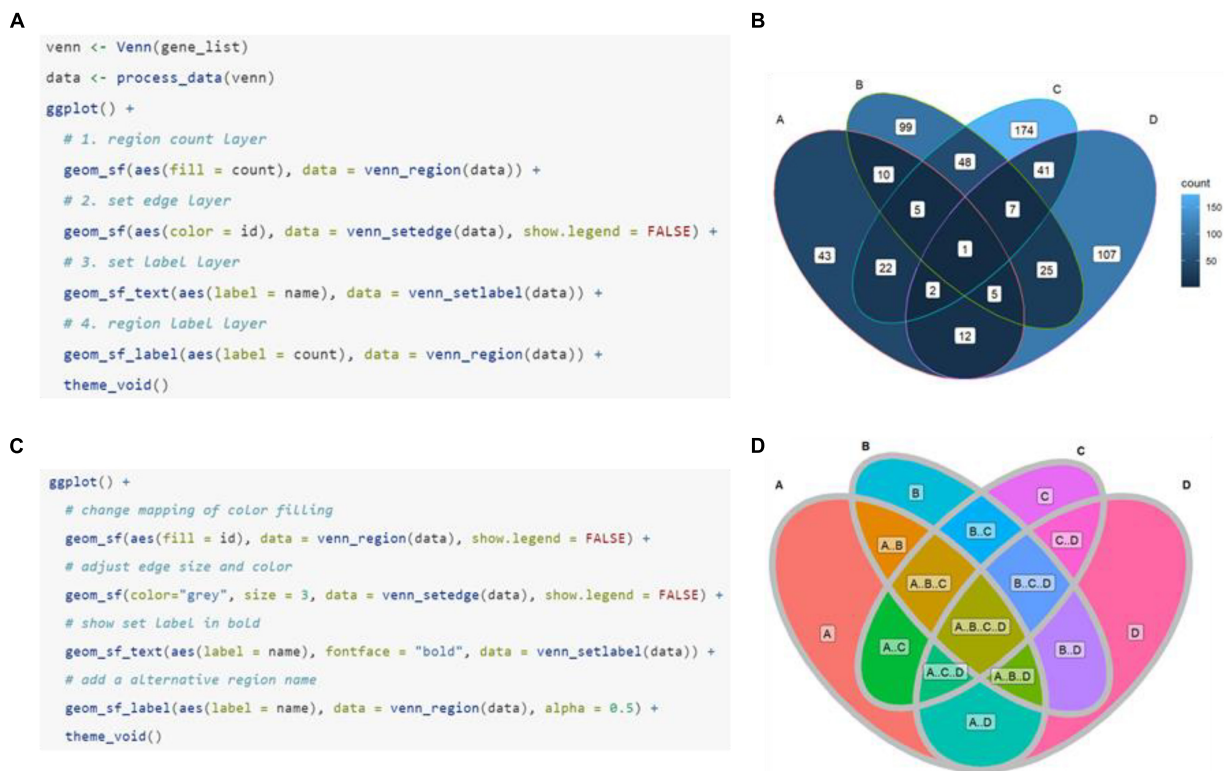 A
venn <- Venn(gene_list)
data <- process_data(venn)
ggplot() +
# 1. region count layer
geom_sf(aes(fill = count), data = venn_region(data)) +
# 2. set edge layer
geom_sf(aes(color = id), data = venn_setedge(data), show.legend = FALSE) +
# 3. set label layer
geom_sf_text(aes(label = name), data = venn_setlabel(data)) +
# 4. region label layer
geom_sf_label(aes(label = count), data = venn_region(data)) +
theme_void()
B
B
C
A
D
99
174
48
10
41
5
7
43
1
107
22
25
2
5
12
count
150
100
50
C
ggplot() +
# change mapping of color filling
geom_sf(aes(fill = id), data = venn_region(data), show.legend = FALSE) +
# adjust edge size and color
geom_sf(color="grey", size = 3, data = venn_setedge(data), show.legend = FALSE) +
# show set label in bold
geom_sf_text(aes(label = name), fontface = "bold", data = venn_setlabel(data)) +
# add a alternative region name
geom_sf_label(aes(label = name), data = venn_region(data), alpha = 0.5) +
theme_void()
D
B
C
A
D
B
C
B..C
A..B
C..D
A..B..C
B..C..D
A
A..B..C..D
D
A..C
B..D
A..C..D
A..B..D
A..D